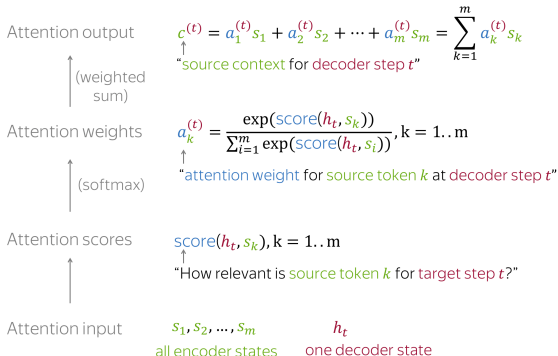 Attention output c^(t) = a_1^(t) s_1 + a_2^(t) s_2 + ⋯ + a_m^(t) s_m = ∑_{k=1}^{m} a_k^(t) s_k
(weighted sum)
“source context for decoder step t”
Attention weights a_k^(t) = exp(score(h_t, s_k)) / ∑_{i=1}^{m} exp(score(h_t, s_i)), k = 1..m
(softmax)
“attention weight for source token k at decoder step t”
Attention scores score(h_t, s_k), k = 1..m
“How relevant is source token k for target step t?”
Attention input s_1, s_2, …, s_m h_t
all encoder states one decoder state